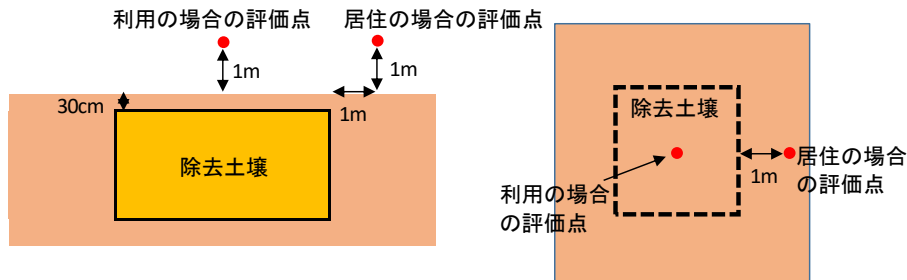 利用の場合の評価点
居住の場合の評価点
1m
1m
30cm
1m
除去土壌
除去土壌
居住の場合
の評価点
1m
利用の場合
の評価点